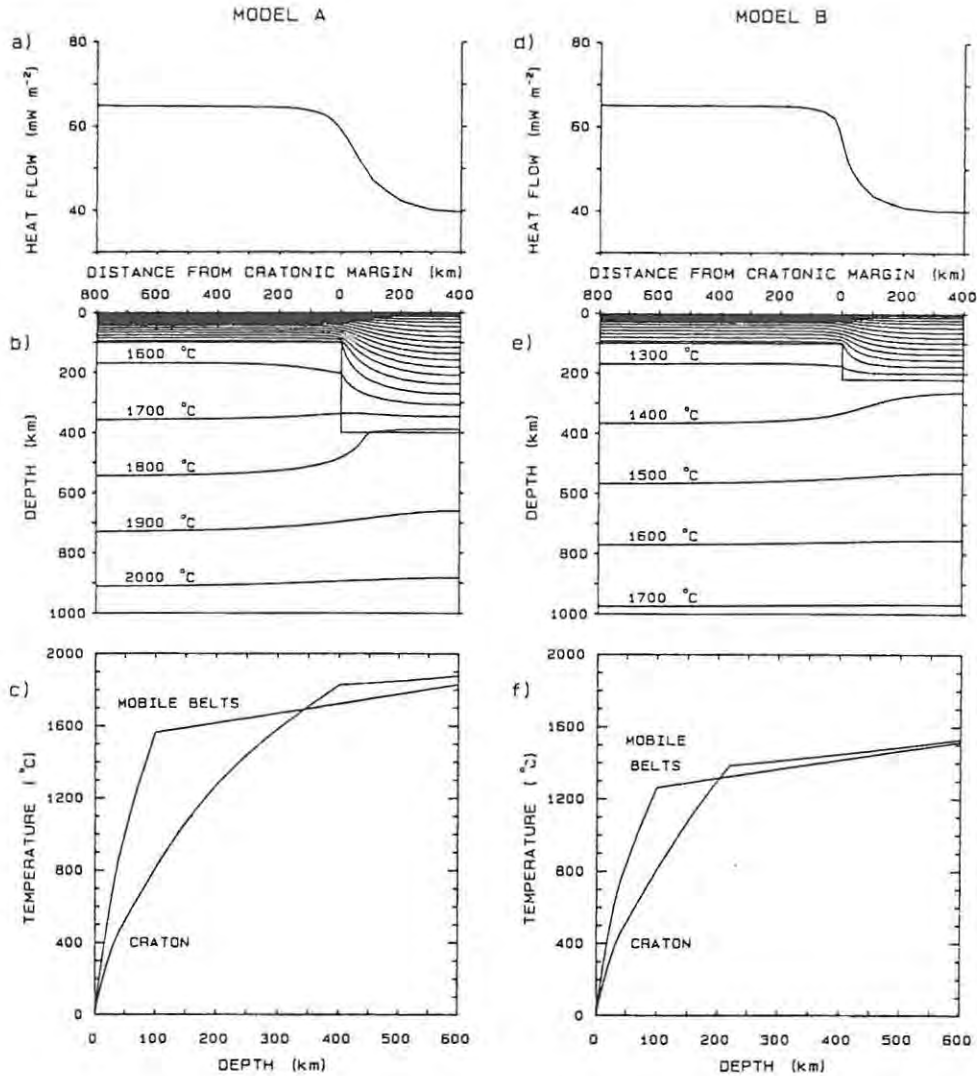 MODEL A
a)
80
60
40
HEAT FLOW (mW m⁻²)
DISTANCE FROM CRATONIC MARGIN (km)
800 600 400 200 0 200 400
b)
0
200
400
600
800
1000
DEPTH (km)
1600 °C
1700 °C
1800 °C
1900 °C
2000 °C
c)
2000
1600
1200
800
400
0
TEMPERATURE (°C)
MOBILE BELTS
CRATON
0 100 200 300 400 500 600
DEPTH (km)
MODEL B
d)
80
60
40
HEAT FLOW (mW m⁻²)
DISTANCE FROM CRATONIC MARGIN (km)
800 600 400 200 0 200 400
e)
0
200
400
600
800
1000
DEPTH (km)
1300 °C
1400 °C
1500 °C
1600 °C
1700 °C
f)
2000
1600
1200
800
400
0
TEMPERATURE (°C)
MOBILE
BELTS
CRATON
0 100 200 300 400 500 600
DEPTH (km)